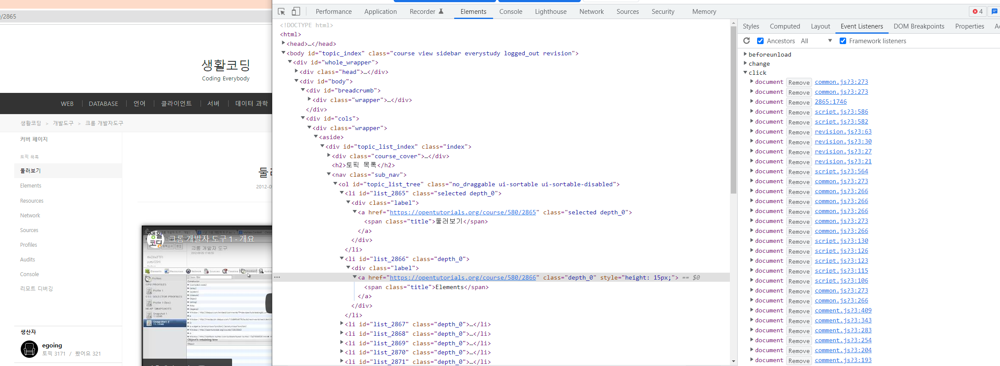 /2865
생활코딩
Coding Everybody
WEB
DATABASE
언어
클라이언트
서버
데이터 과학
생활코딩 > 개발도구 > 크롬 개발자도구
커버 페이지
토픽 목록
둘러보기
Elements
Resources
Network
Sources
Profiles
Audits
Console
리모트 디버깅
생산자
egoing
토픽 3171 / 봤어요 321
2012-0
크롬 개발자 도구 1 - 개요
크롬 개발자 도구
Profiles
CPU PROFILES
Profile 1
CSS SELECTOR PROFILES
HEAP SNAPSHOTS
Snapshot 1
Snapshot 2
Object's retaining tree
Performance
Application
Recorder
Elements
Console
Lighthouse
Network
Sources
Security
Memory
4
<!DOCTYPE html>
<html>
<head>…</head>
<body id="topic_index" class="course view sidebar everystudy logged_out revision">
<div id="whole_wrapper">
<div class="head">…</div>
<div id="body">
<div id="breadcrumb">
<div class="wrapper">…</div>
</div>
<div id="cols">
<div class="wrapper">
<aside>
<div id="topic_list_index" class="index">
<div class="course_cover">…</div>
<h2>토픽 목록</h2>
<nav class="sub_nav">
<ol id="topic_list_tree" class="no_draggable ui-sortable ui-sortable-disabled">
<li id="list_2865" class="selected depth_0">
<div class="label">
<a href="https://opentutorials.org/course/580/2865" class="selected depth_0">
<span class="title">둘러보기</span>
</a>
</div>
</li>
<li id="list_2866" class="depth_0">
<div class="label">
<a href="https://opentutorials.org/course/580/2866" class="depth_0" style="height: 15px;"> == $0
<span class="title">Elements</span>
</a>
</div>
</li>
<li id="list_2867" class="depth_0">…</li>
<li id="list_2868" class="depth_0">…</li>
<li id="list_2869" class="depth_0">…</li>
<li id="list_2870" class="depth_0">…</li>
<li id="list_2871" class="depth_0">…</li>
Styles
Computed
Layout
Event Listeners
DOM Breakpoints
Properties
Ancestors
All
Framework listeners
beforeunload
change
click
document Remove common.js?3:273
document Remove common.js?3:273
document Remove 2865:1746
document Remove script.js?3:586
document Remove script.js?3:582
document Remove revision.js?3:63
document Remove revision.js?3:30
document Remove revision.js?3:27
document Remove revision.js?3:21
document Remove script.js?3:564
document Remove common.js?3:273
document Remove common.js?3:266
document Remove common.js?3:266
document Remove common.js?3:266
document Remove common.js?3:273
document Remove common.js?3:266
document Remove script.js?3:130
document Remove script.js?3:126
document Remove script.js?3:123
document Remove script.js?3:115
document Remove script.js?3:106
document Remove common.js?3:273
document Remove common.js?3:266
document Remove comment.js?3:409
document Remove comment.js?3:343
document Remove comment.js?3:283
document Remove comment.js?3:254
document Remove comment.js?3:204
document Remove comment.js?3:193